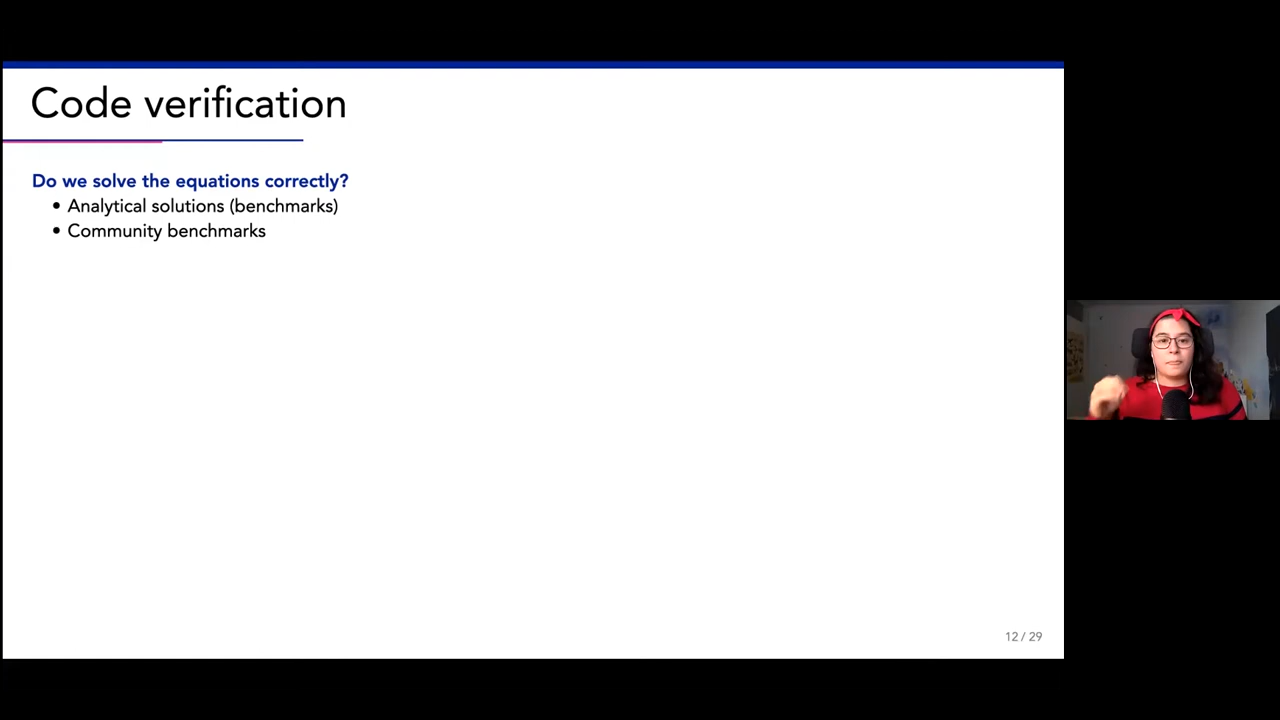 Code verification
Do we solve the equations correctly?
• Analytical solutions (benchmarks)
• Community benchmarks
12 / 29